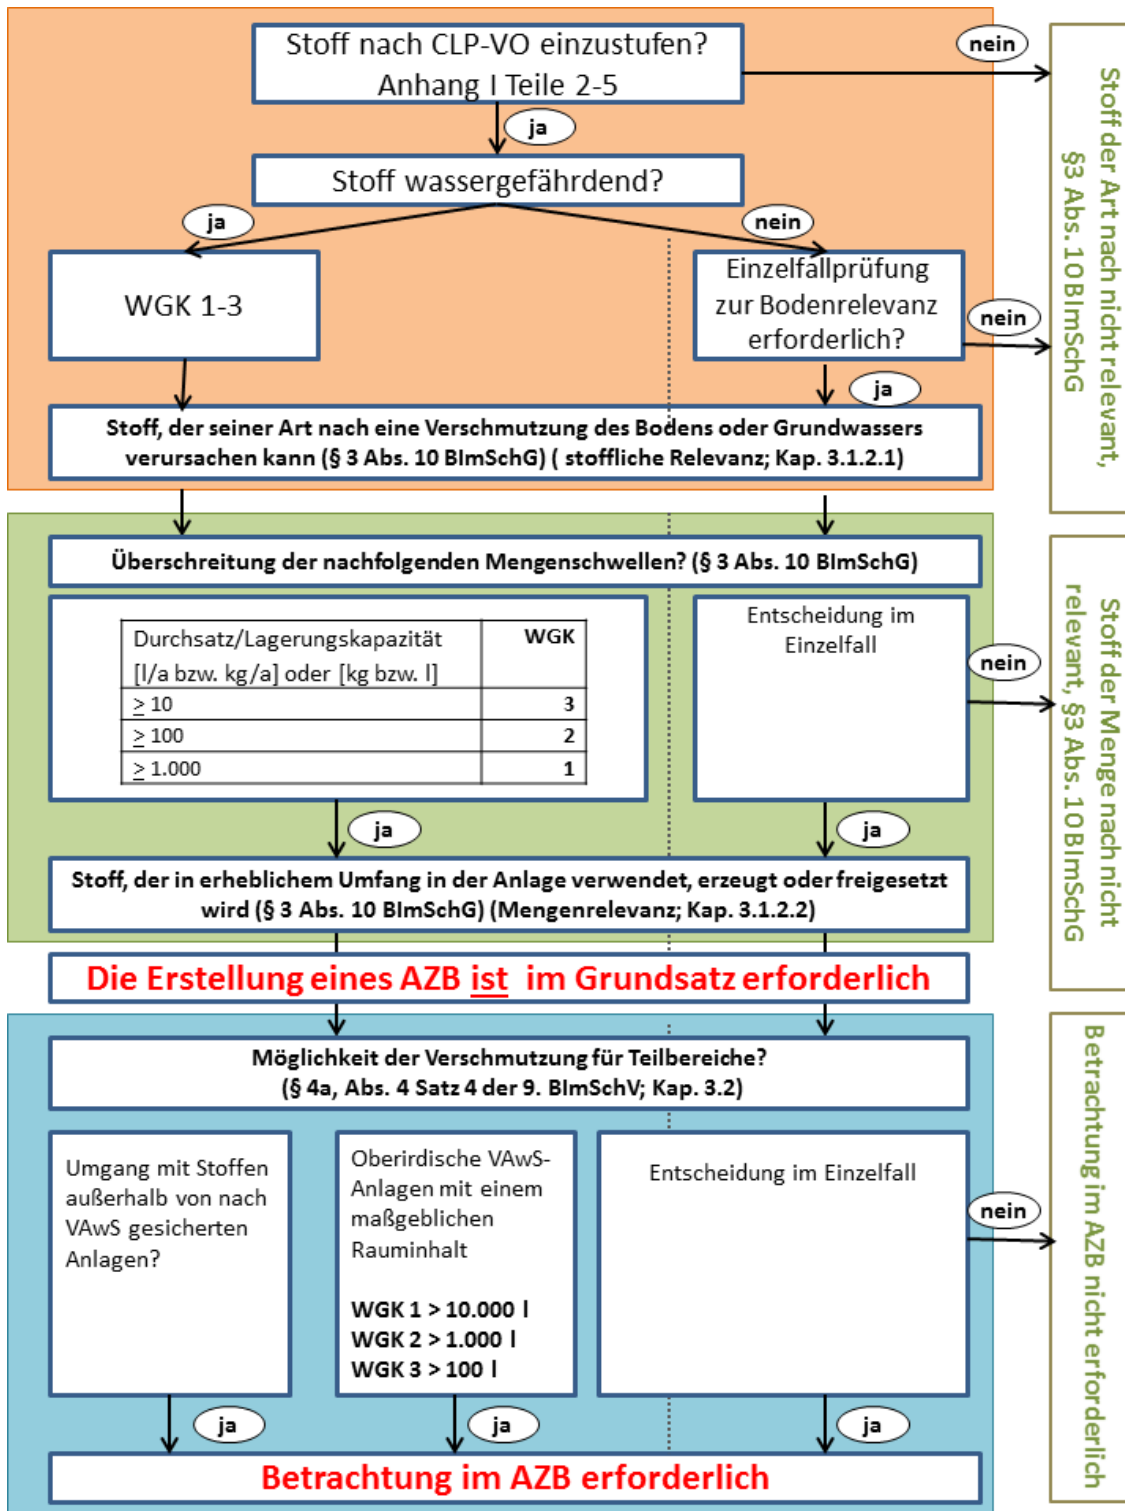 Stoff nach CLP-VO einzustufen?
Anhang I Teile 2-5
nein
ja
Stoff wassergefährdend?
ja
nein
WGK 1-3
Einzelfallprüfung
zur Bodenrelevanz
erforderlich?
nein
ja
Stoff der Art nach nicht relevant,
§3 Abs. 10 BImSchG
Stoff, der seiner Art nach eine Verschmutzung des Bodens oder Grundwassers
verursachen kann (§ 3 Abs. 10 BImSchG) ( stoffliche Relevanz; Kap. 3.1.2.1)
Überschreitung der nachfolgenden Mengenschwellen? (§ 3 Abs. 10 BImSchG)
Durchsatz/Lagerungskapazität WGK
[l/a bzw. kg/a] oder [kg bzw. l]
≥ 10 3
≥ 100 2
≥ 1.000 1
Entscheidung im
Einzelfall
nein
ja
ja
Stoff der Menge nach nicht
relevant, §3 Abs. 10 BImSchG
Stoff, der in erheblichem Umfang in der Anlage verwendet, erzeugt oder freigesetzt
wird (§ 3 Abs. 10 BImSchG) (Mengenrelevanz; Kap. 3.1.2.2)
Die Erstellung eines AZB ist im Grundsatz erforderlich
Möglichkeit der Verschmutzung für Teilbereiche?
(§ 4a, Abs. 4 Satz 4 der 9. BImSchV; Kap. 3.2)
Umgang mit Stoffen
außerhalb von nach
VAwS gesicherten
Anlagen?
Oberirdische VAwS-
Anlagen mit einem
maßgeblichen
Rauminhalt
WGK 1 > 10.000 l
WGK 2 > 1.000 l
WGK 3 > 100 l
Entscheidung im Einzelfall
nein
ja
ja
ja
Betrachtung im AZB nicht erforderlich
Betrachtung im AZB erforderlich